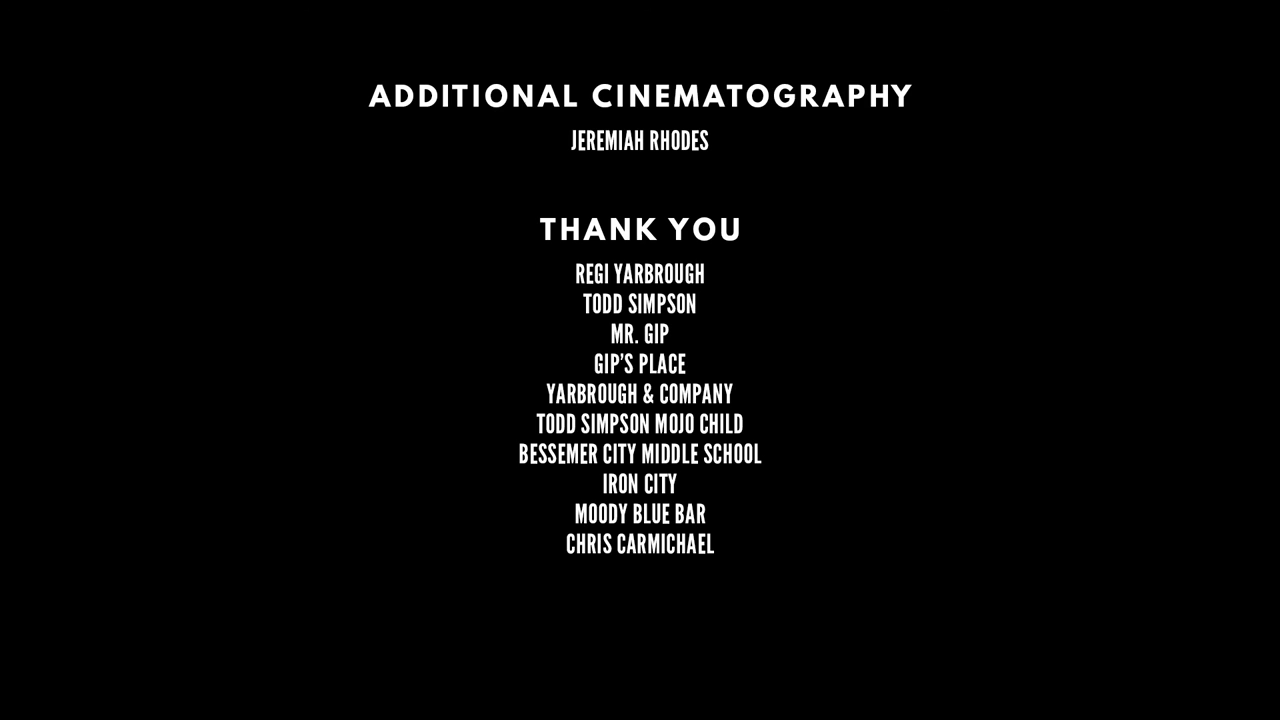 ADDITIONAL CINEMATOGRAPHY
JEREMIAH RHODES
THANK YOU
REGI YARBROUGH
TODD SIMPSON
MR. GIP
GIP'S PLACE
YARBROUGH & COMPANY
TODD SIMPSON MOJO CHILD
BESSEMER CITY MIDDLE SCHOOL
IRON CITY
MOODY BLUE BAR
CHRIS CARMICHAEL